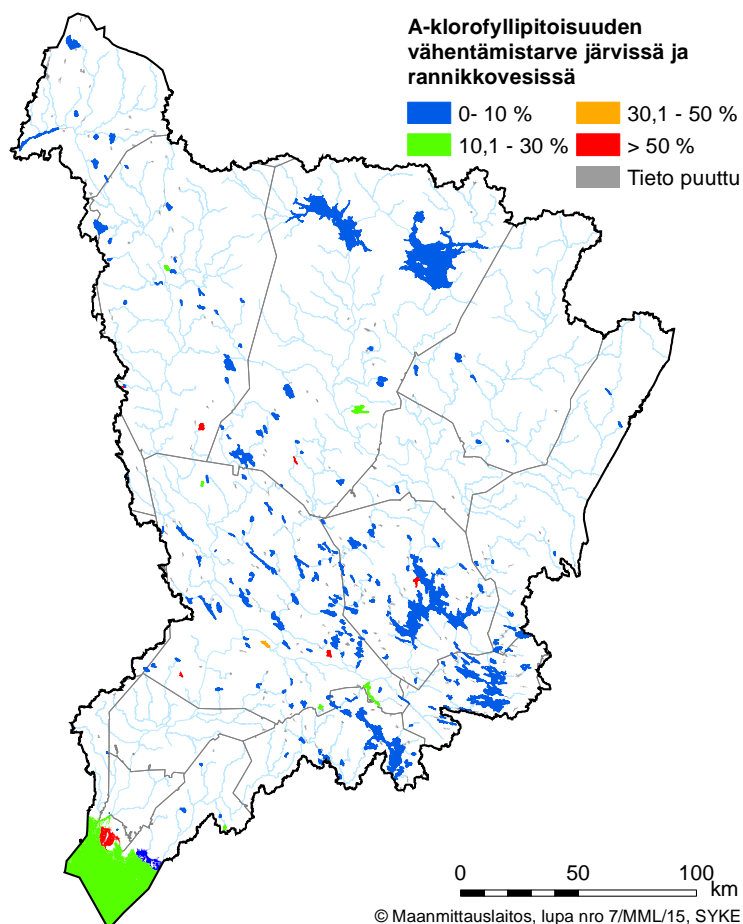 A-klorofyllipitoisuuden
vähentämistarve järvissä ja
rannikkovesissä
0- 10 %
30,1 - 50 %
10,1 - 30 %
> 50 %
Tieto puuttu
0 50 100
km
© Maanmittauslaitos, lupa nro 7/MML/15, SYKE